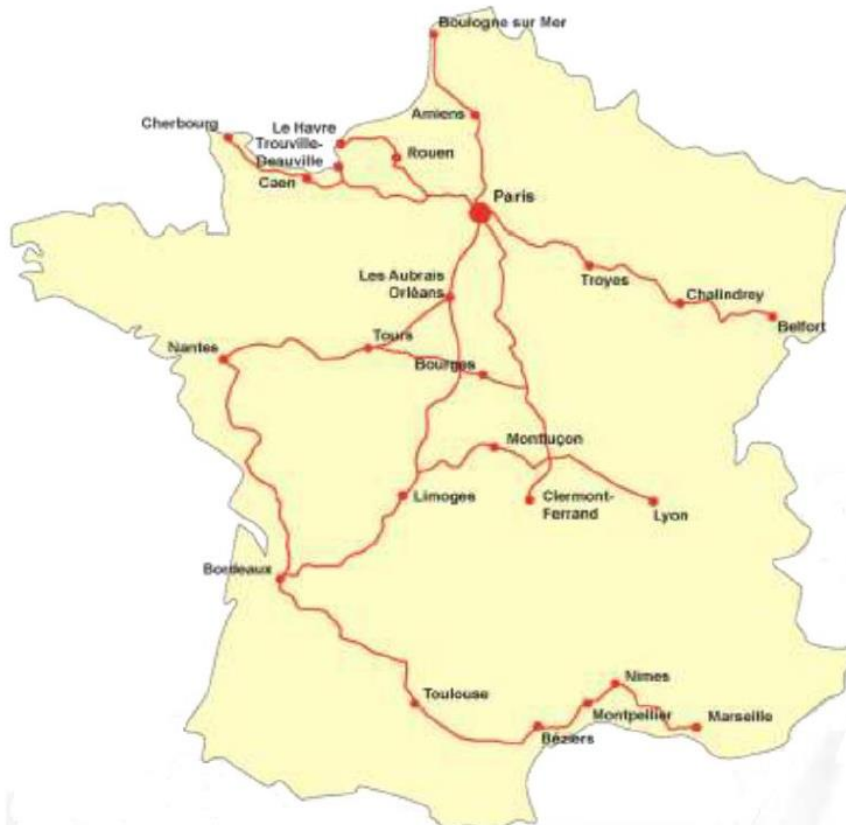 Boulogne sur Mer
Amiens
Cherbourg
Le Havre
Trouville-
Deauville
Rouen
Caen
Paris
Les Aubrais
Orléans
Troyes
Chalindrey
Belfort
Nantes
Tours
Bourges
Montluçon
Limoges
Clermont-
Ferrand
Lyon
Bordeaux
Toulouse
Nimes
Montpellier
Marseille
Béziers